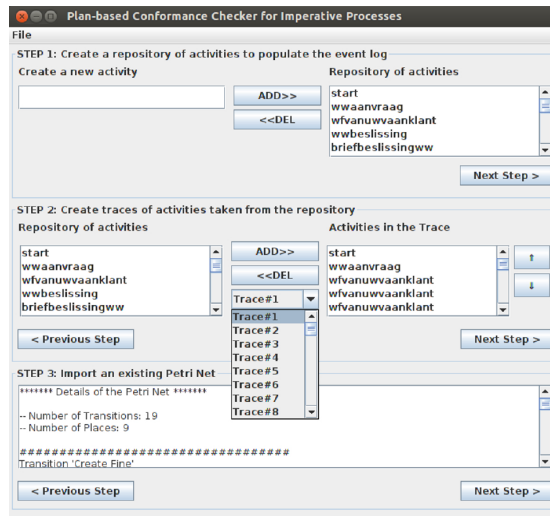 Plan-based Conformance Checker for Imperative Processes
File
STEP 1: Create a repository of activities to populate the event log
Create a new activity
Repository of activities
ADD>>
<<DEL
start
wwaanvraag
wfvanuwvaanklant
wwbeslissing
briefbeslissingww
Next Step >
STEP 2: Create traces of activities taken from the repository
Repository of activities
Activities in the Trace
start
wwaanvraag
wfvanuwvaanklant
wwbeslissing
briefbeslissingww
ADD>>
<<DEL
Trace#1
Trace#1
Trace#2
Trace#3
Trace#4
Trace#5
Trace#6
Trace#7
Trace#8
start
wwaanvraag
wfvanuwvaanklant
wfvanuwvaanklant
wfvanuwvaanklant
< Previous Step
Next Step >
STEP 3: Import an existing Petri Net
******* Details of the Petri Net *******
-- Number of Transitions: 19
-- Number of Places: 9
##################################
Transition 'Create Fine'
< Previous Step
Next Step >